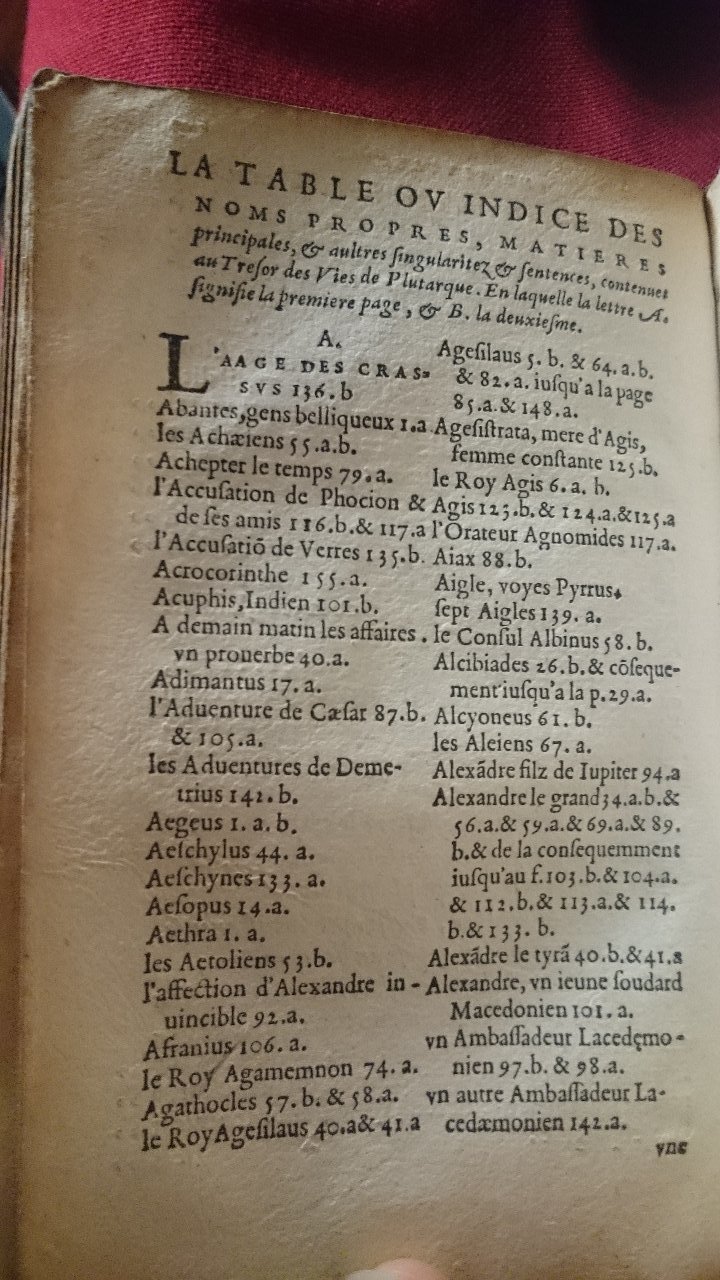 LA TABLE OV INDICE DES
NOMS PROPRES, MATIERES
principales, & aultres ſingularitez & ſentences, contenues
au Treſor des Vies de Plutarque. En laquelle la lettre A.
ſignifie la premiere page, & B. la deuxieſme.
A.
L'AAGE DES CRAS-
SVS 136.b
Abantes,gens belliqueux 1.a
les Achæiens 55.a.b.
Achepter le temps 79.a.
l'Accuſation de Phocion &
de ſes amis 116.b.& 117.a
l'Accuſatiõ de Verres 135.b.
Acrocorinthe 155.a.
Acuphis,Indien 101.b.
A demain matin les affaires.
vn prouerbe 40.a.
Adimantus 17.a.
l'Aduenture de Cæſar 87.b.
& 105.a.
les Aduentures de Deme-
trius 142.b.
Aegeus 1. a. b.
Aeſchylus 44. a.
Aeſchynes 133. a.
Aeſopus 14.a.
Aethra 1. a.
les Aetoliens 53.b.
l'affection d'Alexandre in-
uincible 92.a.
Afranius 106. a.
le Roy Agamemnon 74. a.
Agathocles 57.b. & 58.a.
le Roy Ageſilaus 40.a& 41.a
Ageſilaus 5. b. & 64.a.b.
& 82.a. iuſqu'a la page
85.a.& 148.a.
Ageſiſtrata, mere d'Agis,
femme conſtante 125.b.
le Roy Agis 6.a. b.
Agis 123.b.& 124.a.&125.a
l'Orateur Agnomides 117.a.
Aiax 88.b.
Aigle, voyes Pyrrus.
ſept Aigles 139. a.
le Conſul Albinus 58.b.
Alcibiades 26.b.& cõſeque-
ment iuſqu'a la p.29.a.
Alcyoneus 61. b.
les Aleiens 67. a.
Alexãdre filz de Iupiter 94.a
Alexandre le grand 34.a.b.&
56.a.& 59.a.& 69.a.& 89.
b.& de la conſequemment
iuſqu'au f.103.b.& 104.a.
& 112.b.& 113.a.& 114.
b.& 133. b.
Alexãdre le tyrã 40.b.&41.a
Alexandre, vn ieune ſoudard
Macedonien 101. a.
vn Ambaſſadeur Lacedęmo-
nien 97.b. & 98.a.
vn autre Ambaſſadeur La-
cedæmonien 142.a.
vne